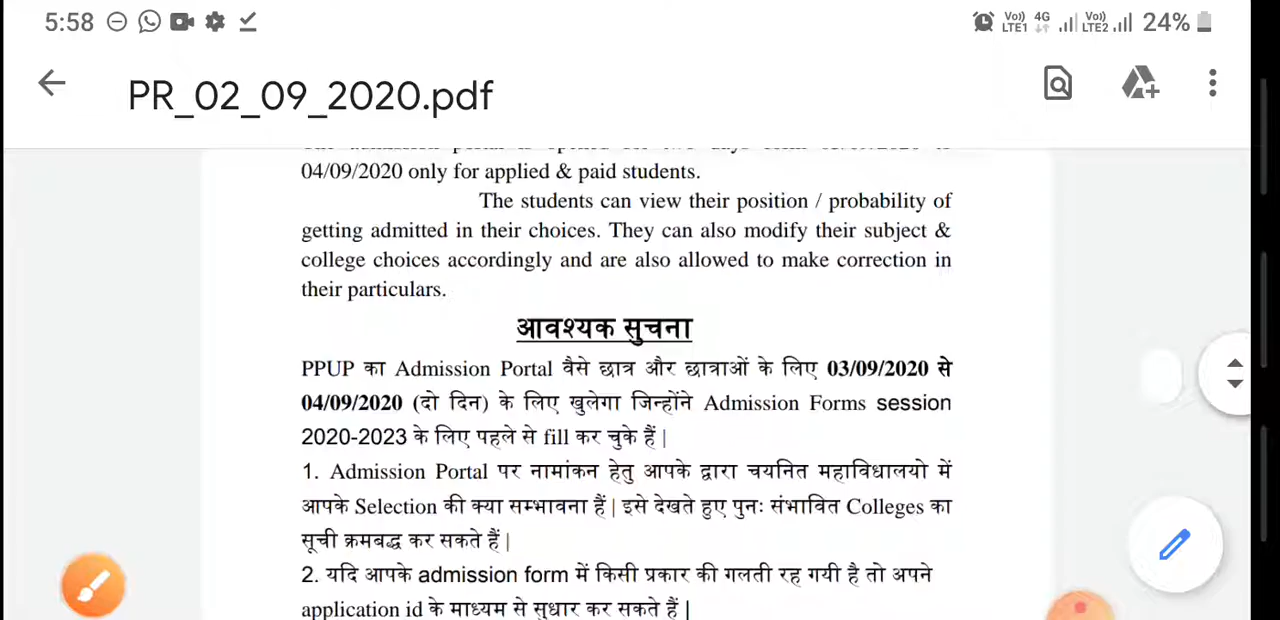 5:58 Vo) LTE1 4G Vo) LTE2 24%
PR_02_09_2020.pdf
04/09/2020 only for applied & paid students.
The students can view their position / probability of
getting admitted in their choices. They can also modify their subject &
college choices accordingly and are also allowed to make correction in
their particulars.
आवश्यक सुचना
PPUP का Admission Portal वैसे छात्र और छात्राओं के लिए 03/09/2020 से
04/09/2020 (दो दिन) के लिए खुलेगा जिन्होंने Admission Forms session
2020-2023 के लिए पहले से fill कर चुके हैं |
1. Admission Portal पर नामांकन हेतु आपके द्वारा चयनित महाविधालयो में
आपके Selection की क्या सम्भावना हैं | इसे देखते हुए पुनः संभावित Colleges का
सूची क्रमबद्ध कर सकते हैं |
2. यदि आपके admission form में किसी प्रकार की गलती रह गयी है तो अपने
application id के माध्यम से सुधार कर सकते हैं |